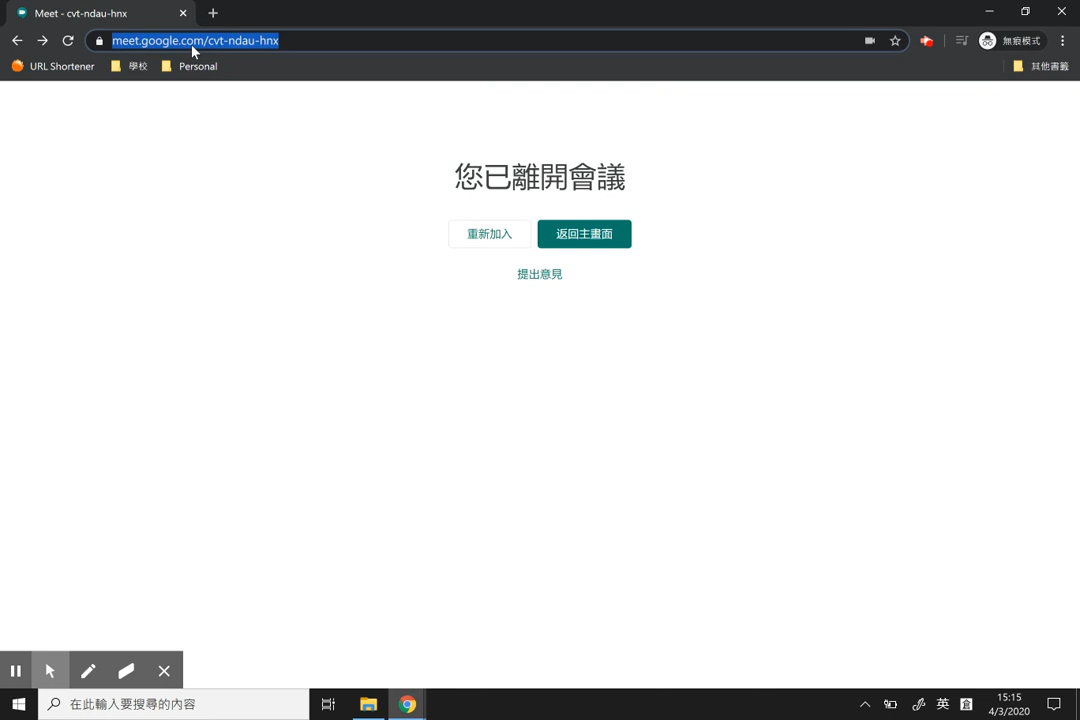 Meet - cvt-ndau-hnx
meet.google.com/cvt-ndau-hnx
無痕模式
URL Shortener
學校
Personal
其他書籤
您已離開會議
重新加入
返回主畫面
提出意見
在此輸入要搜尋的內容
英
倉
15:15
4/3/2020